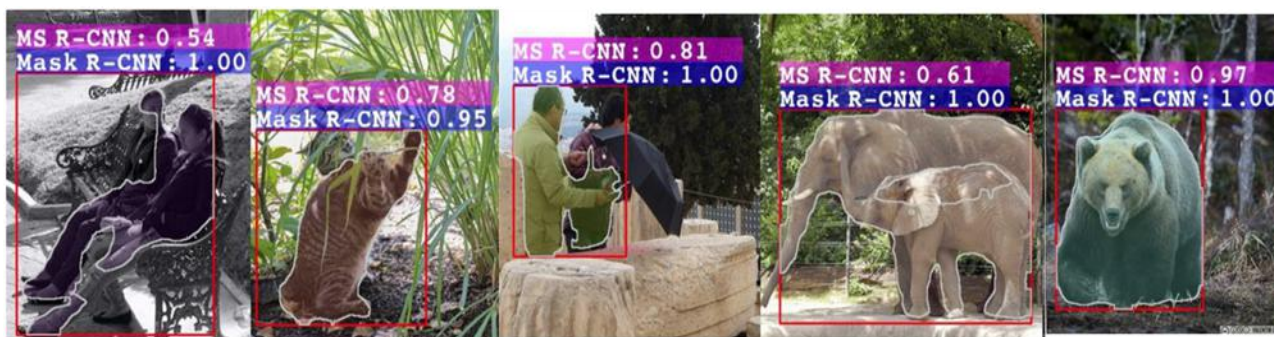 MS R-CNN: 0.54
Mask R-CNN: 1.00
MS R-CNN: 0.78
Mask R-CNN: 0.95
MS R-CNN: 0.81
Mask R-CNN: 1.00
MS R-CNN: 0.61
Mask R-CNN: 1.00
MS R-CNN: 0.97
Mask R-CNN: 1.00